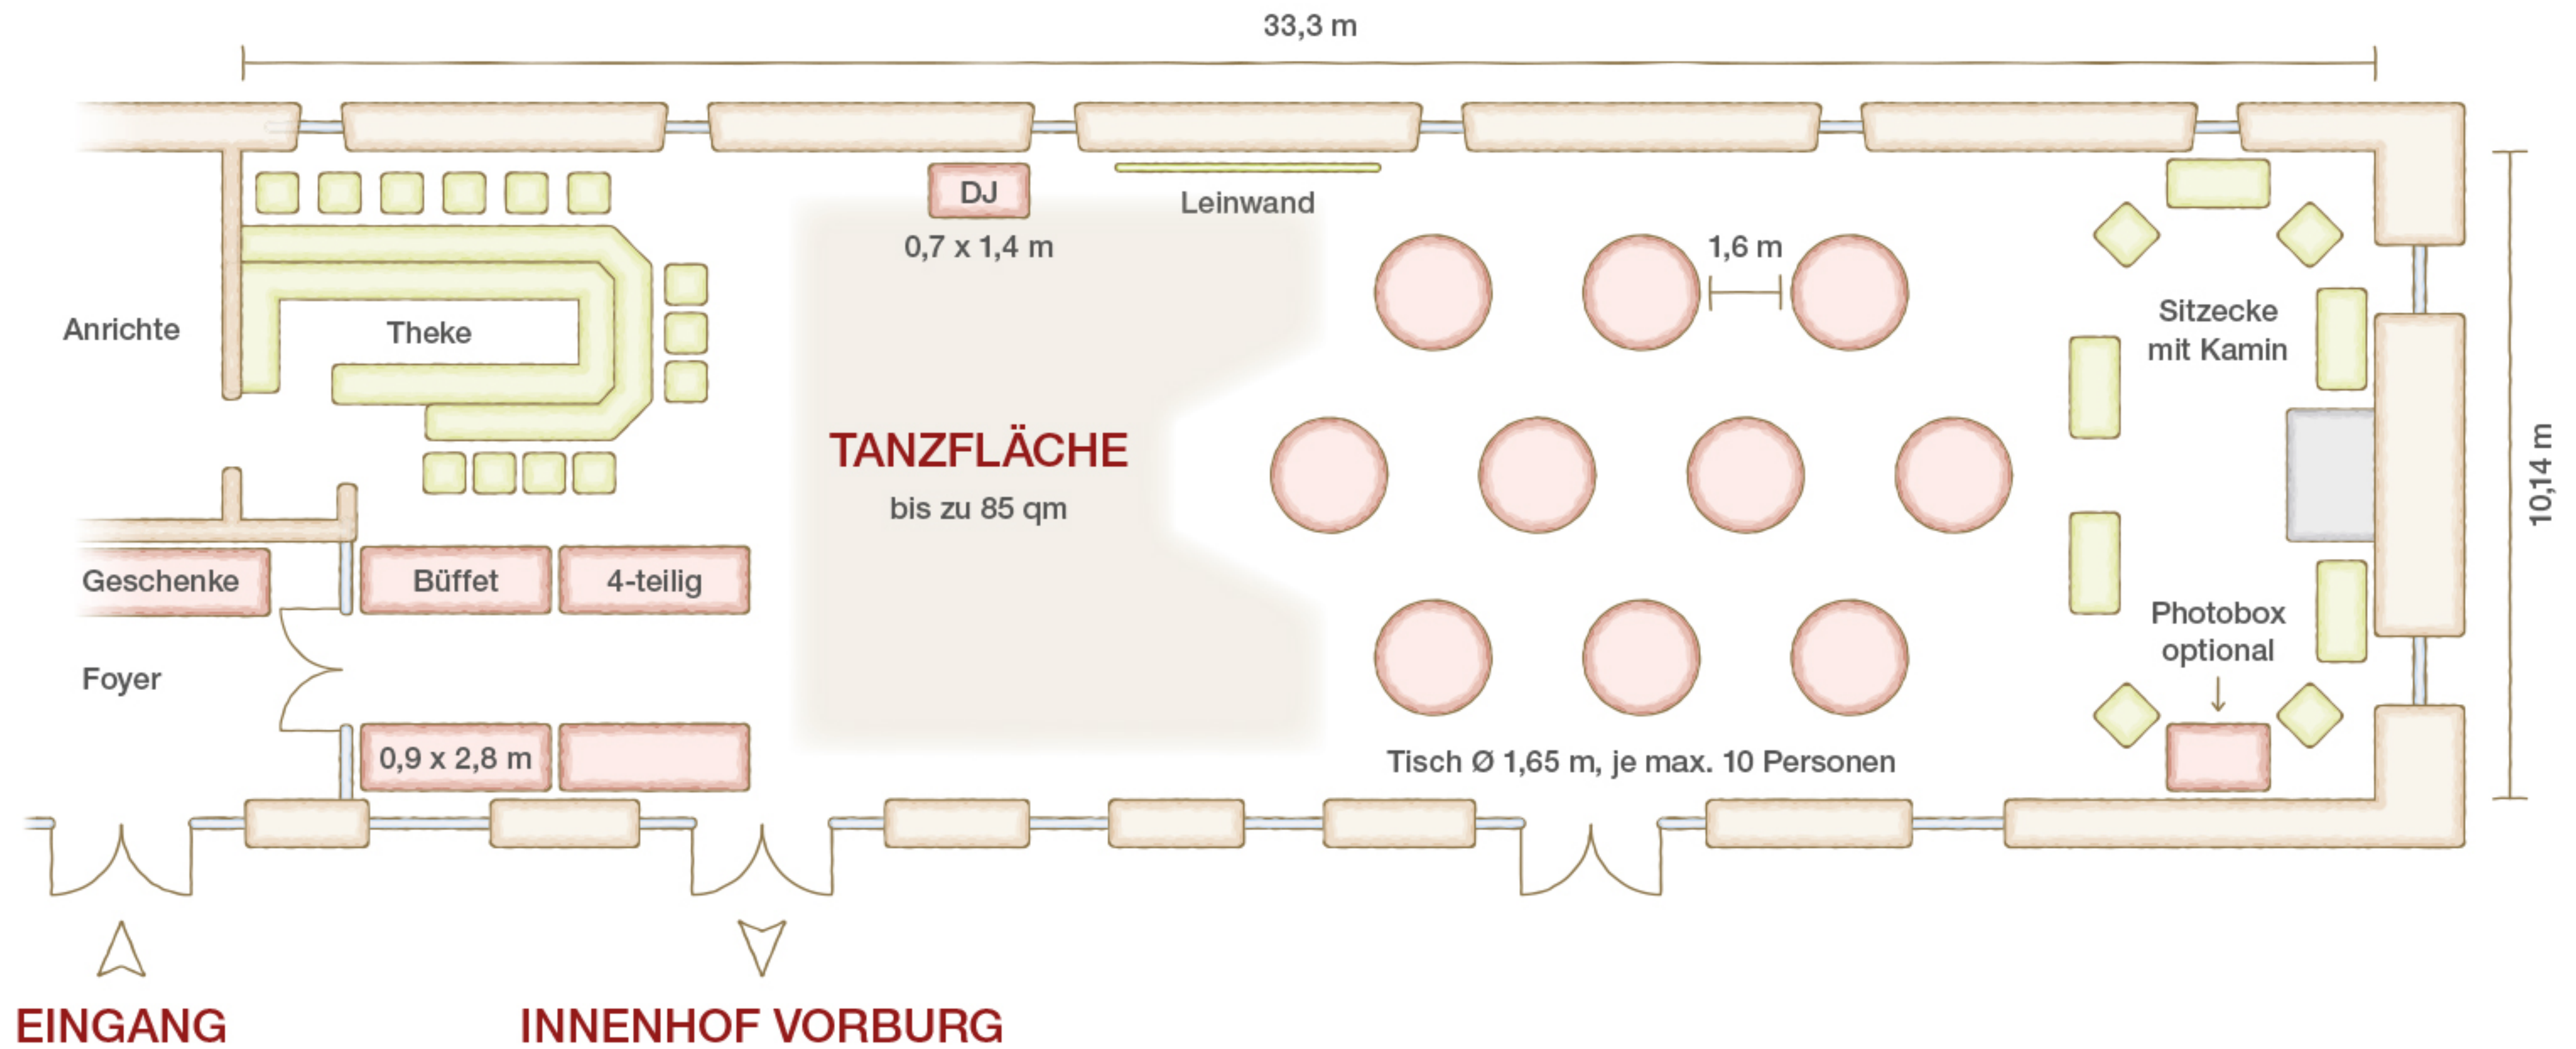 33,3 m
DJ
0,7 x 1,4 m
Leinwand
1,6 m
Anrichte
Theke
Sitzecke
mit Kamin
10,14 m
TANZFLÄCHE
bis zu 85 qm
Geschenke
Büffet
4-teilig
Foyer
0,9 x 2,8 m
Photobox
optional
Tisch Ø 1,65 m, je max. 10 Personen
EINGANG
INNENHOF VORBURG